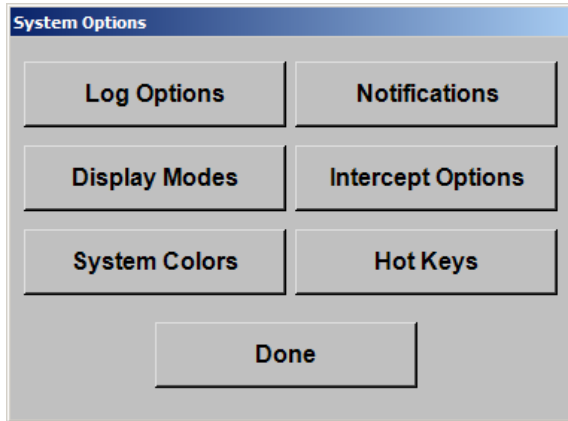 System Options
Log Options Notifications
Display Modes Intercept Options
System Colors Hot Keys
Done